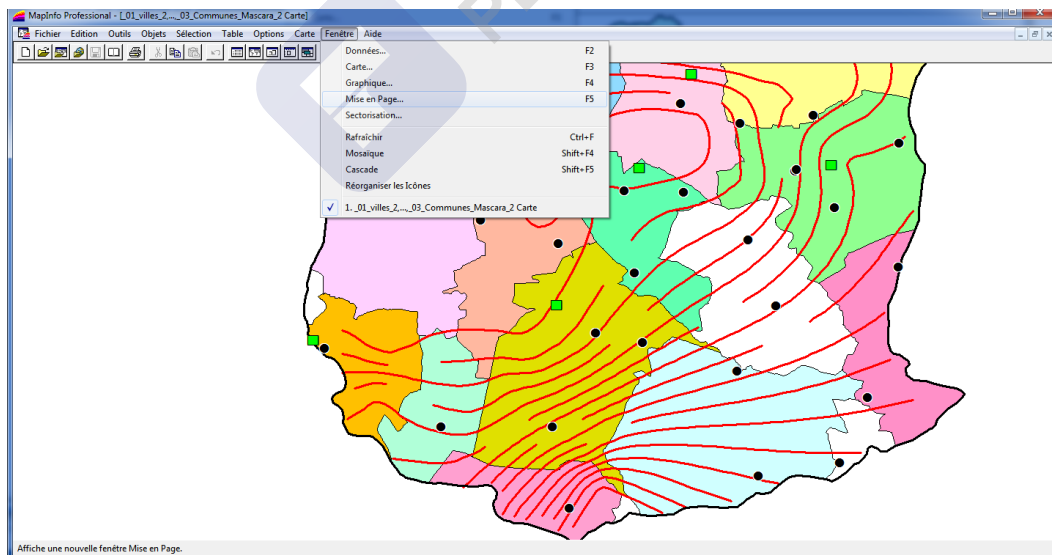 MapInfo Professional - [_01_villes_2,...,_03_Communes_Mascara_2 Carte]
Fichier Edition Outils Objets Sélection Table Options Carte Fenêtre Aide
Données... F2
Carte... F3
Graphique... F4
Mise en Page... F5
Sectorisation...
Rafraîchir Ctrl+F
Mosaique Shift+F4
Cascade Shift+F5
Réorganiser les Icônes
1. _01_villes_2,...,_03_Communes_Mascara_2 Carte
Affiche une nouvelle fenêtre Mise en Page.